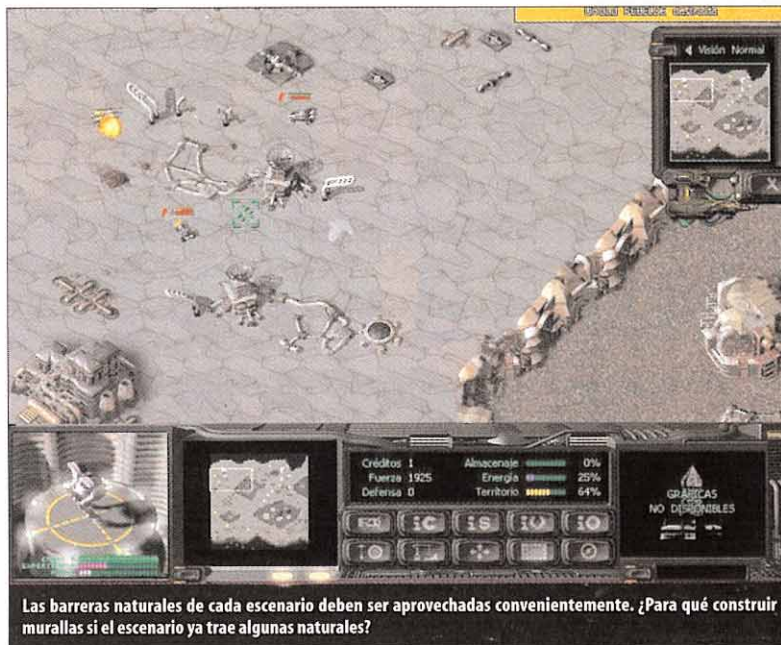 Visión Normal
Créditos 1
Almacenaje 0%
Fuerza 1925
Energía 25%
Defensa 0
Territorio 64%
GRÁFICAS
NO DISPONIBLES
Las barreras naturales de cada escenario deben ser aprovechadas convenientemente. ¿Para qué construir
murallas si el escenario ya trae algunas naturales?